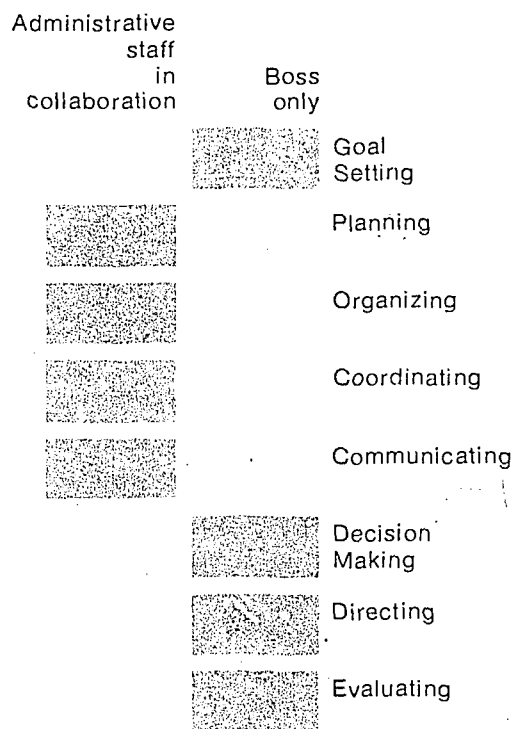 Administrative
staff
in
collaboration
Boss
only
Goal
Setting
Planning
Organizing
Coordinating
Communicating
Decision
Making
Directing
Evaluating